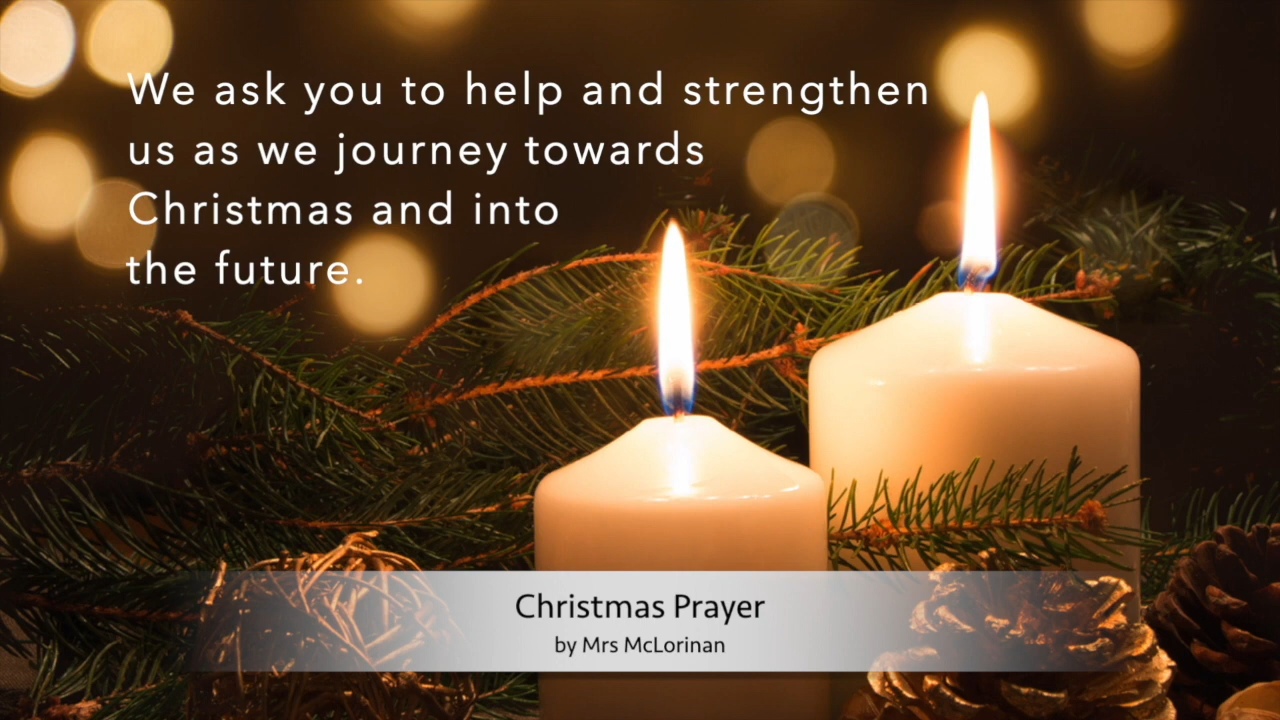 We ask you to help and strengthen
us as we journey towards
Christmas and into
the future.
Christmas Prayer
by Mrs McLorinan